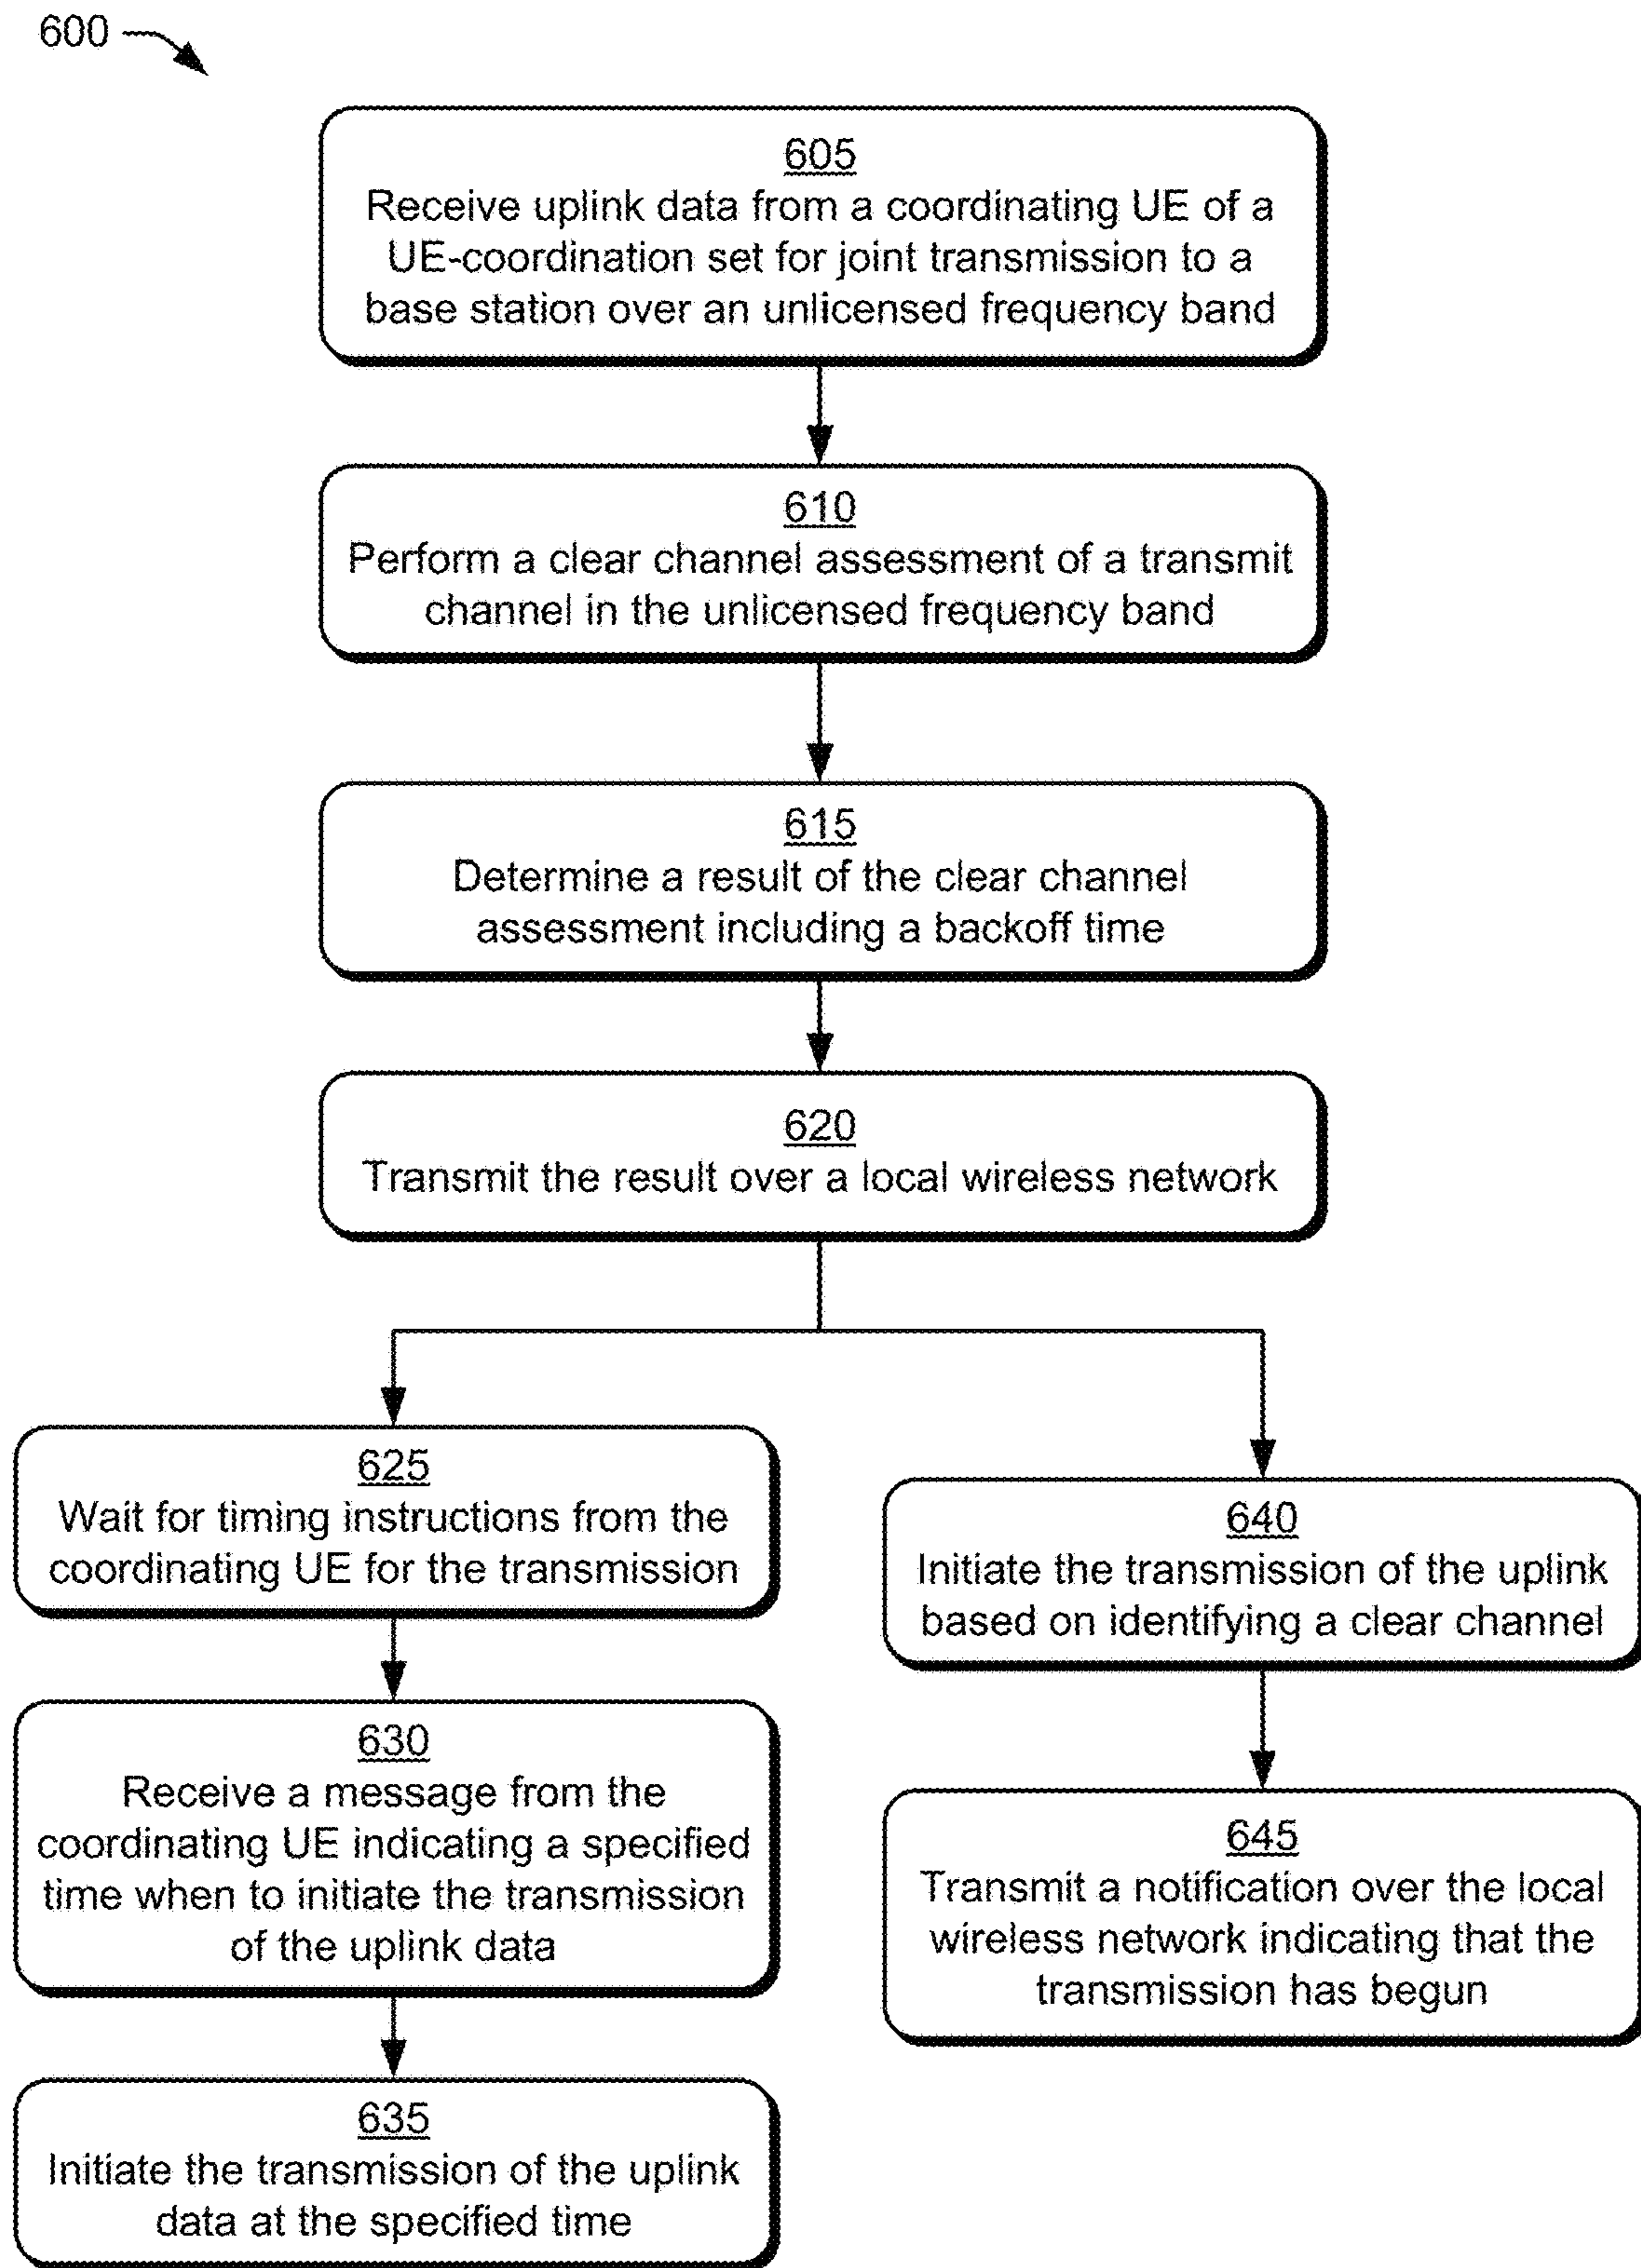 600
605
Receive uplink data from a coordinating UE of a
UE-coordination set for joint transmission to a
base station over an unlicensed frequency band
610
Perform a clear channel assessment of a transmit
channel in the unlicensed frequency band
615
Determine a result of the clear channel
assessment including a backoff time
620
Transmit the result over a local wireless network
625
Wait for timing instructions from the
coordinating UE for the transmission
630
Receive a message from the
coordinating UE indicating a specified
time when to initiate the transmission
of the uplink data
635
Initiate the transmission of the uplink
data at the specified time
640
Initiate the transmission of the uplink
based on identifying a clear channel
645
Transmit a notification over the local
wireless network indicating that the
transmission has begun